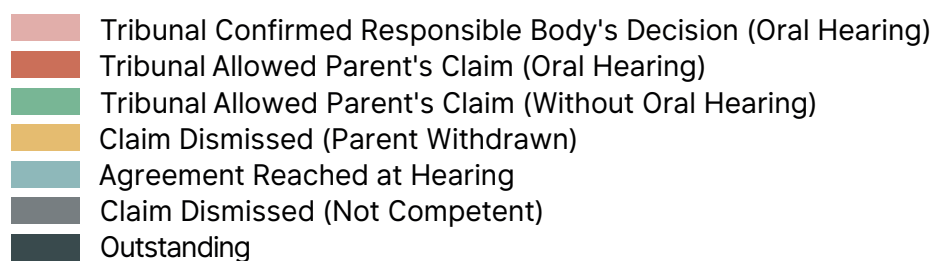 Tribunal Confirmed Responsible Body's Decision (Oral Hearing)
Tribunal Allowed Parent's Claim (Oral Hearing)
Tribunal Allowed Parent's Claim (Without Oral Hearing)
Claim Dismissed (Parent Withdrawn)
Agreement Reached at Hearing
Claim Dismissed (Not Competent)
Outstanding